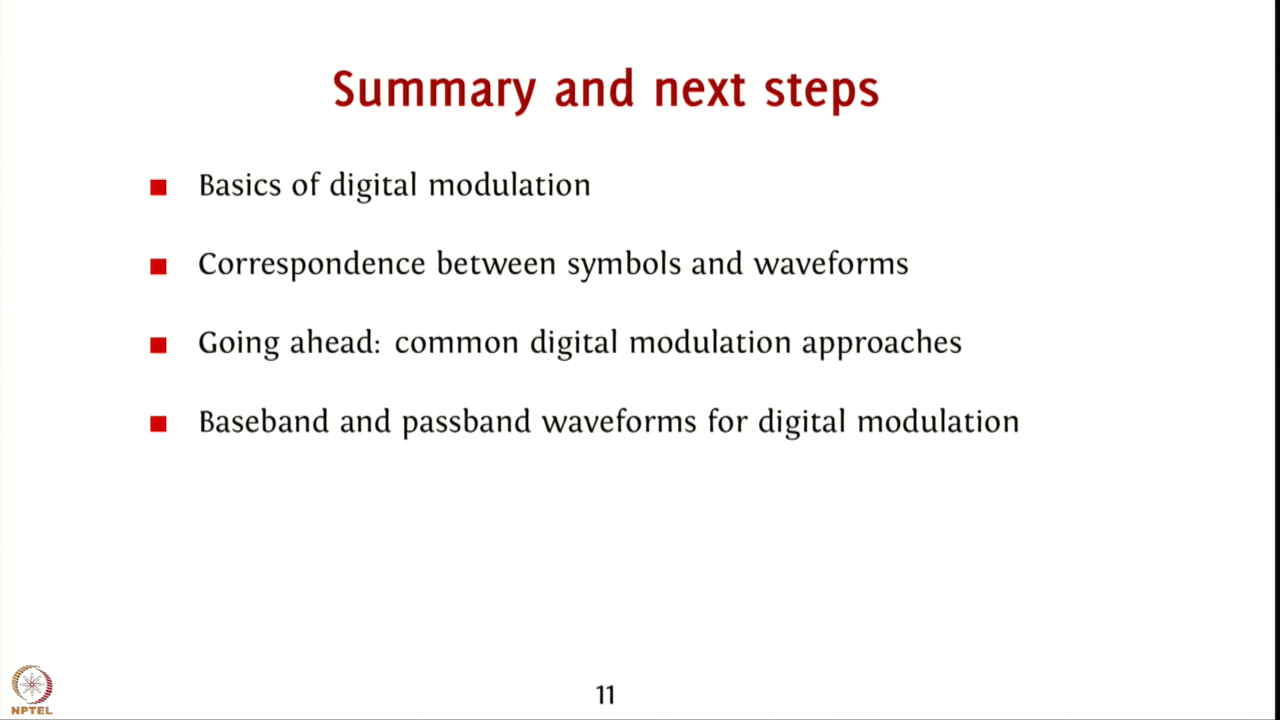 Summary and next steps
Basics of digital modulation
Correspondence between symbols and waveforms
Going ahead: common digital modulation approaches
Baseband and passband waveforms for digital modulation
NPTEL
11